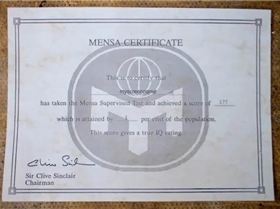 MENSA CERTIFICATE
This is to certify that
has taken the Mensa Supervised Test and achieved a score of
which is attained by 1 per cent of the population.
This score gives a true IQ rating.
Sir Clive Sinclair
Chairman